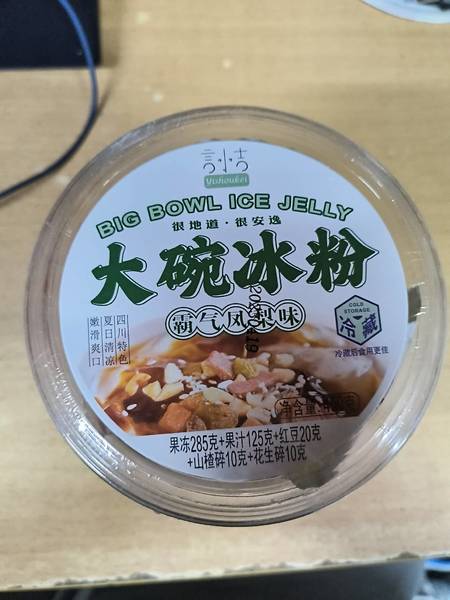 言小吉
Yishoukei
BIG BOWL ICE JELLY
很地道·很安逸
大碗冰粉
霸气凤梨味
四川特色
夏日清凉
嫩滑爽口
COLD
STORAGE
冷藏
冷藏后食用更佳
净含量:
果冻285克+果汁125克+红豆20克
+山楂碎10克+花生碎10克